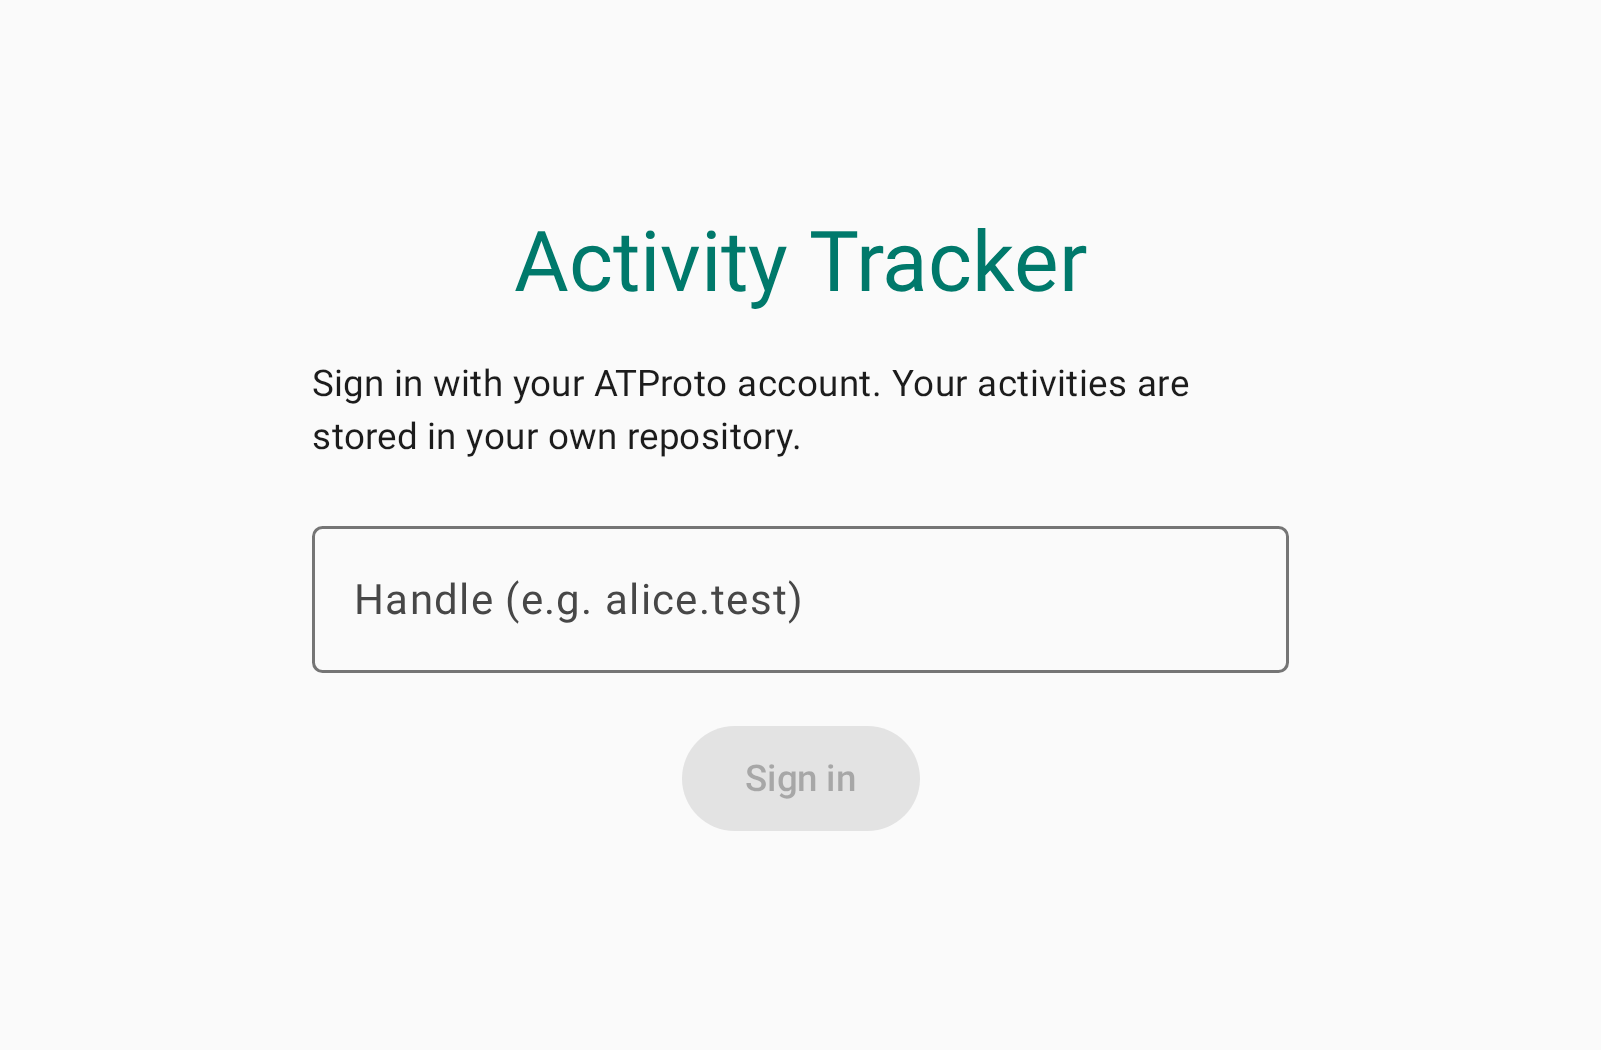 Activity Tracker
Sign in with your ATProto account. Your activities are
stored in your own repository.
Handle (e.g. alice.test)
Sign in